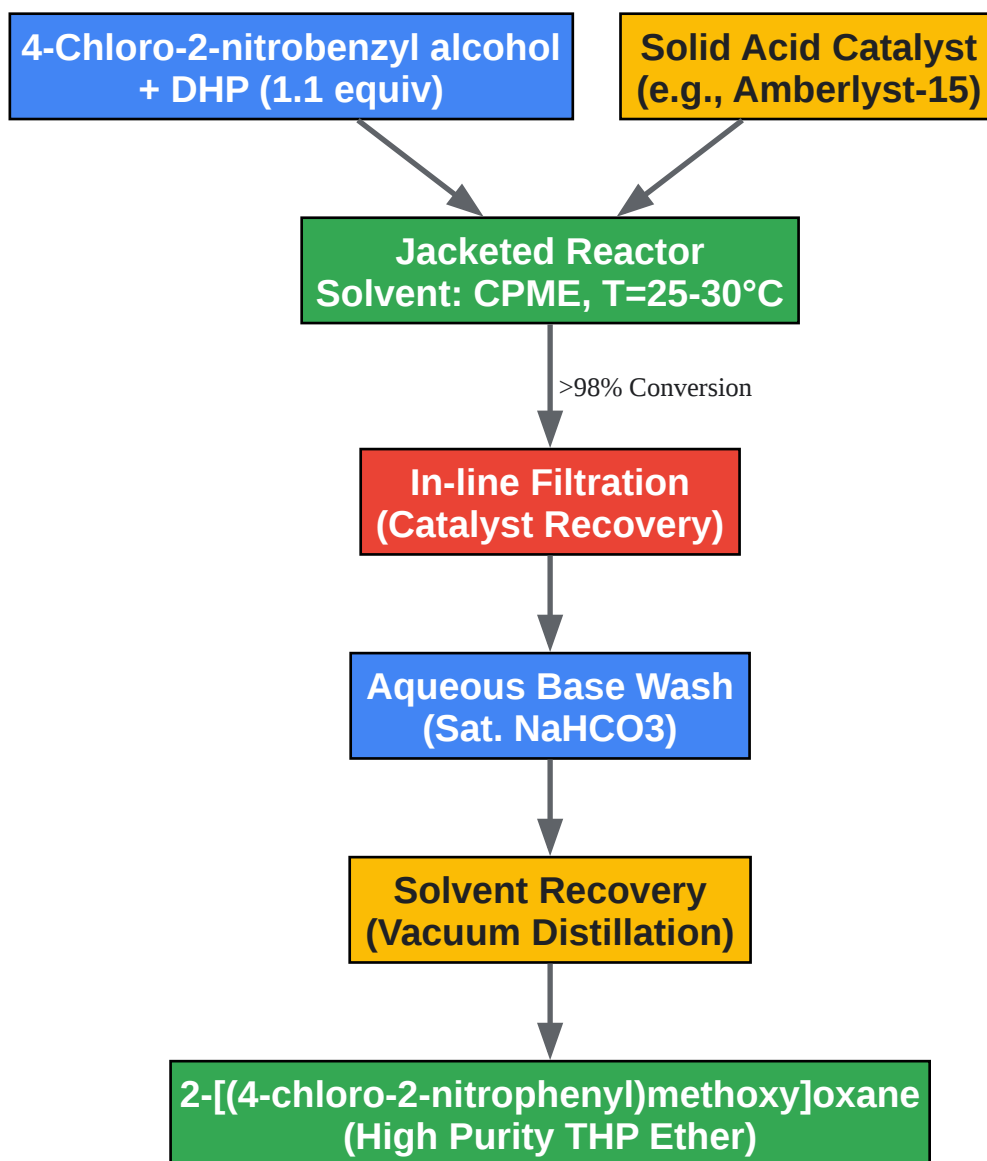 4-Chloro-2-nitrobenzyl alcohol
+ DHP (1.1 equiv)
Solid Acid Catalyst
(e.g., Amberlyst-15)
Jacketed Reactor
Solvent: CPME, T=25-30°C
>98% Conversion
In-line Filtration
(Catalyst Recovery)
Aqueous Base Wash
(Sat. NaHCO3)
Solvent Recovery
(Vacuum Distillation)
2-[(4-chloro-2-nitrophenyl)methoxy]oxane
(High Purity THP Ether)